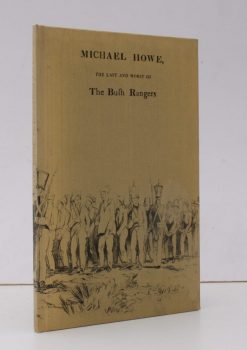 MICHAEL HOWE,
THE LAST AND WORST OF
The Buſh Rangers